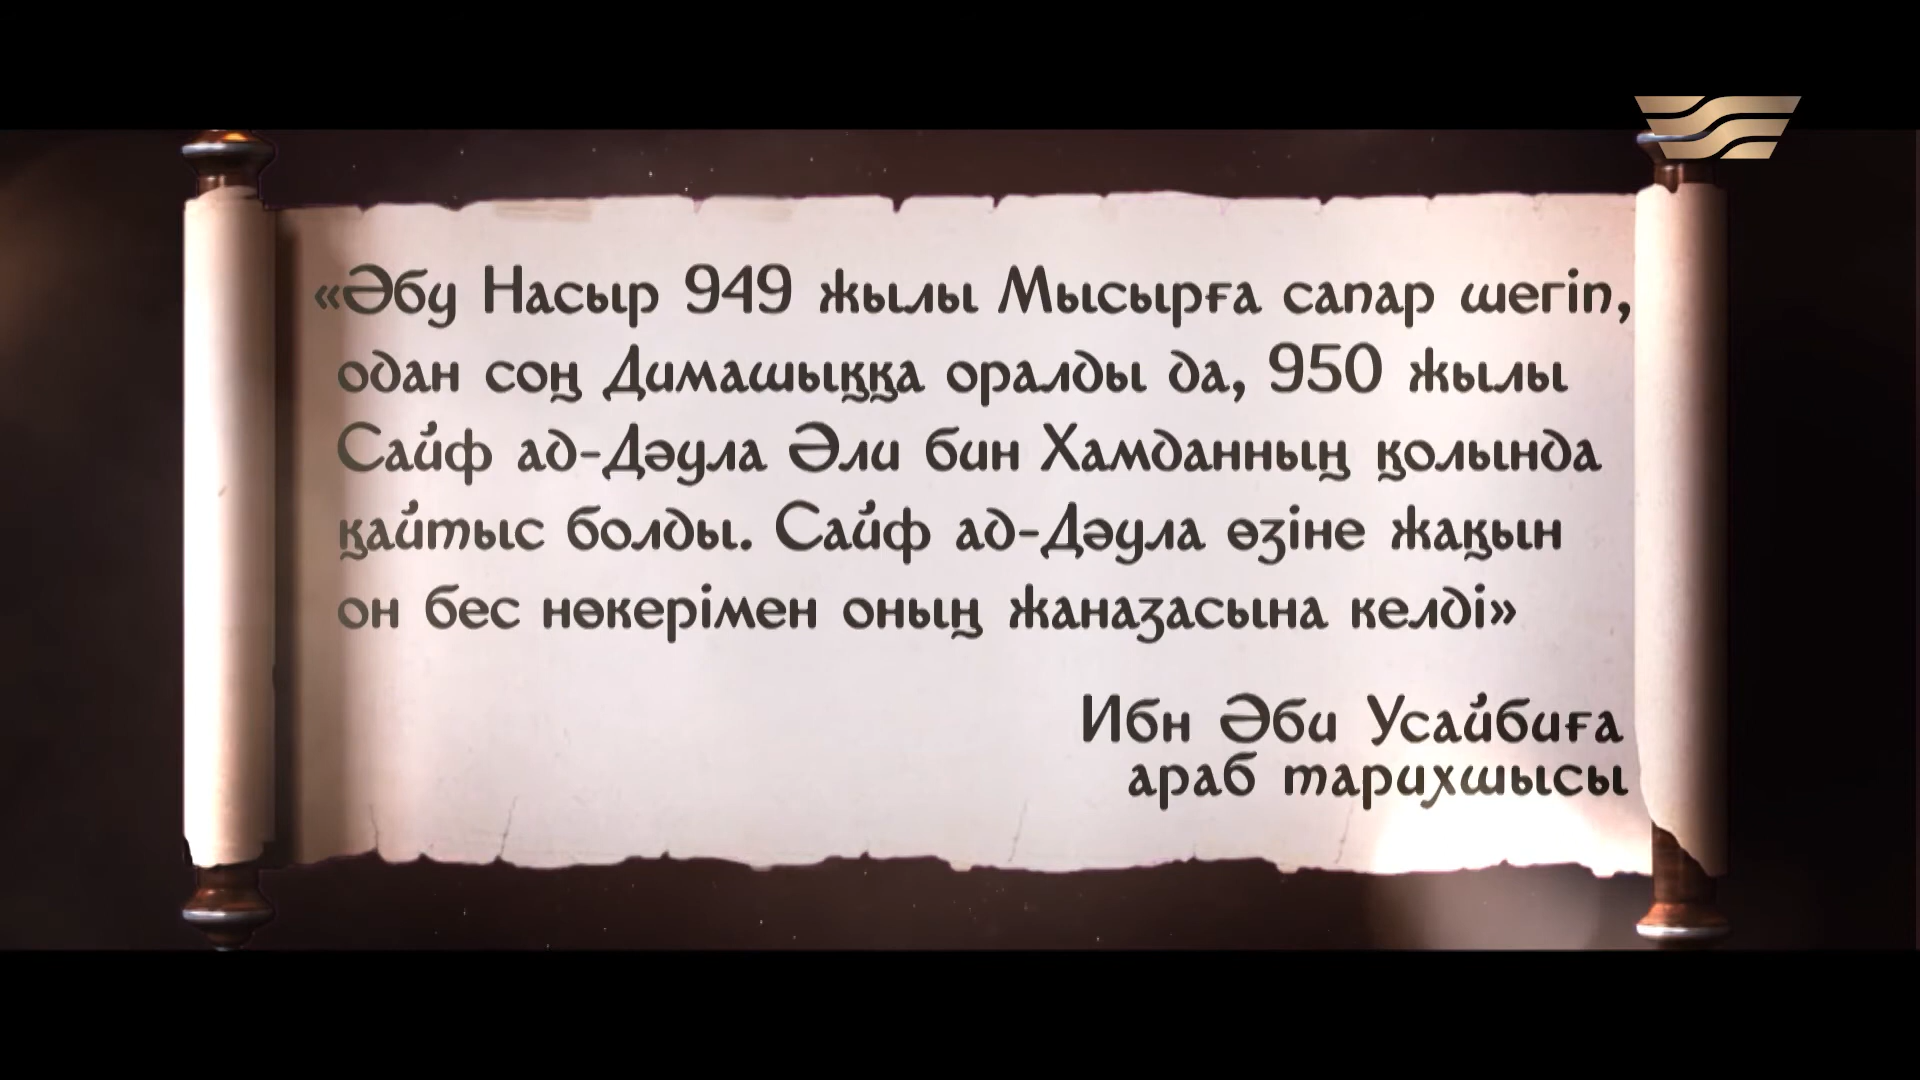 «Әбу Насыр 949 жылы Мысырға сапар шегіп,
одан соң Димашыққа оралды да, 950 жылы
Сайф ад-Дәула Әли бин Хамданның қолында
қайтыс болды. Сайф ад-Дәула өзіне жақын
он бес нөкерімен оның жаназасына келді»
Ибн Әби Усайбиға
араб тарихшысы